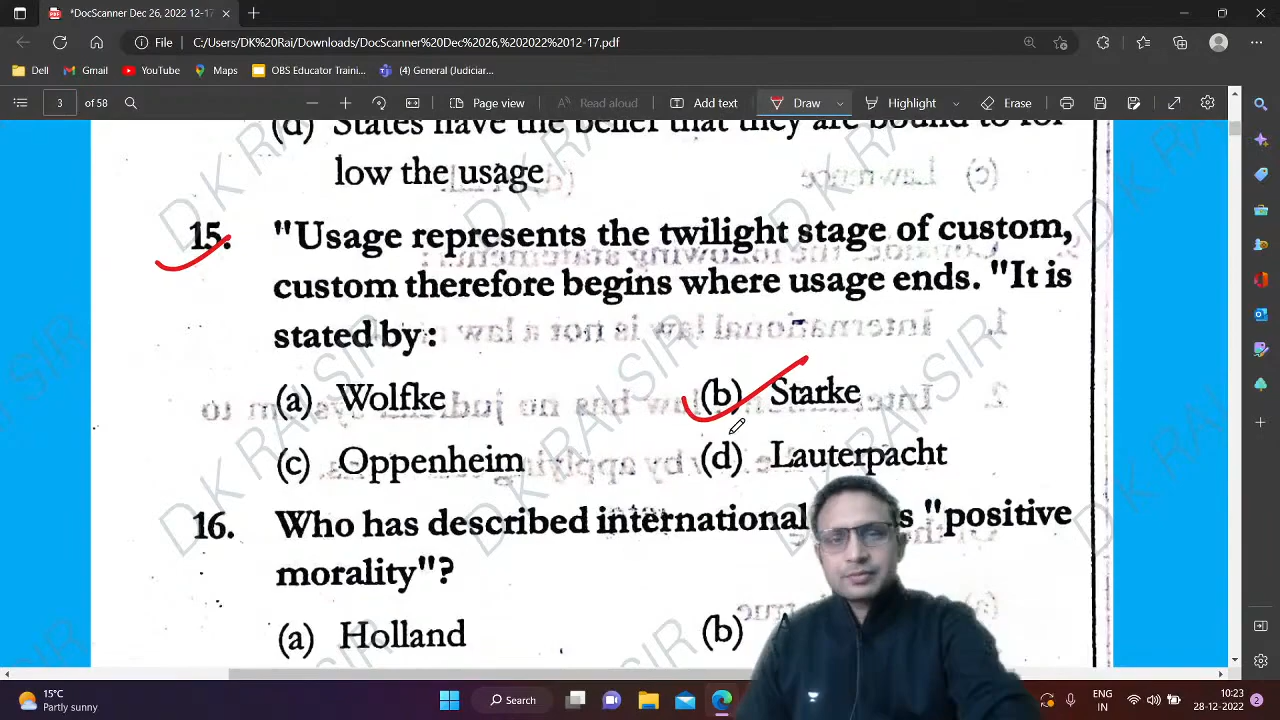 *DocScanner Dec 26, 2022 12-17
File C:/Users/DK%20Rai/Downloads/DocScanner%20Dec%2026,%202022%2012-17.pdf
Dell Gmail YouTube Maps OBS Educator Traini... (4) General (Judiciar...
3 of 58 Page view Read aloud Add text Draw Highlight Erase
(d) States have the belief that they are bound to fol
low the usage
15. "Usage represents the twilight stage of custom,
custom therefore begins where usage ends. "It is
stated by:
(a) Wolfke (b) Starke
(c) Oppenheim (d) Lauterpacht
16. Who has described international s "positive
morality"?
(a) Holland (b) A
D K RAI SIR
15°C
Partly sunny
Search
ENG
IN
10:23
28-12-2022
2